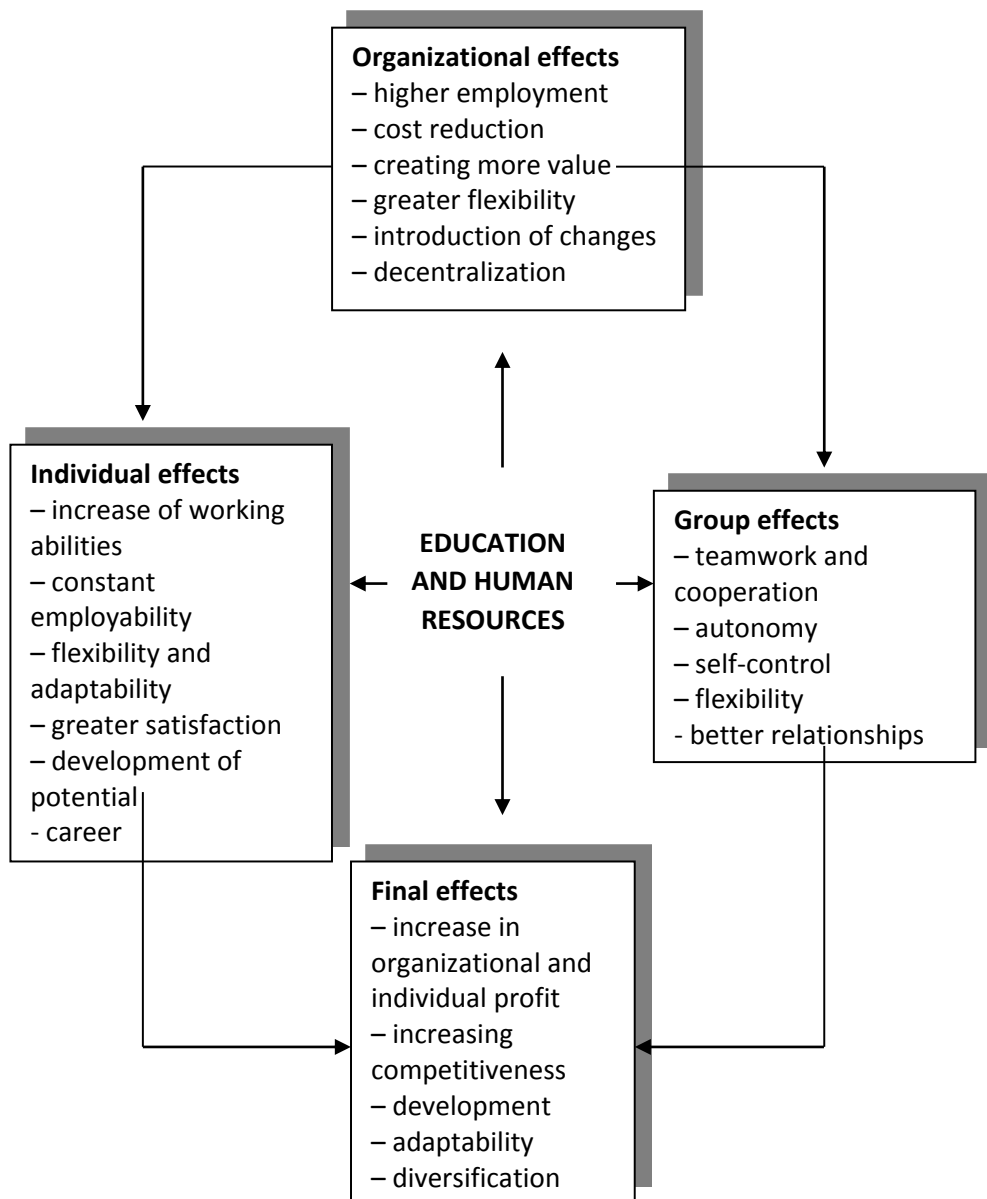 Organizational effects
– higher employment
– cost reduction
– creating more value
– greater flexibility
– introduction of changes
– decentralization
Individual effects
– increase of working
abilities
– constant
employability
– flexibility and
adaptability
– greater satisfaction
– development of
potential
- career
EDUCATION
AND HUMAN
RESOURCES
Group effects
– teamwork and
cooperation
– autonomy
– self-control
– flexibility
- better relationships
Final effects
– increase in
organizational and
individual profit
– increasing
competitiveness
– development
– adaptability
– diversification